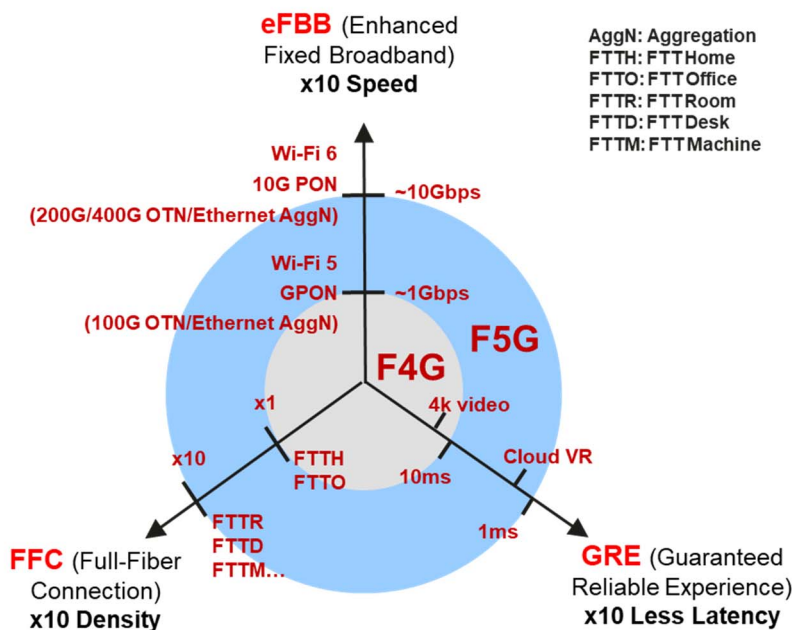 eFBB (Enhanced
Fixed Broadband)
x10 Speed
AggN: Aggregation
FTTH: FTT Home
FTTO: FTT Office
FTTR: FTT Room
FTTD: FTT Desk
FTTM: FTT Machine
Wi-Fi 6
10G PON
~10Gbps
(200G/400G OTN/Ethernet AggN)
Wi-Fi 5
GPON
~1Gbps
(100G OTN/Ethernet AggN)
F5G
F4G
x1
4k video
x10
FTTH
FTTO
10ms
Cloud VR
FTTR
FTTD
FTTM...
1ms
FFC (Full-Fiber
Connection)
x10 Density
GRE (Guaranteed
Reliable Experience)
x10 Less Latency